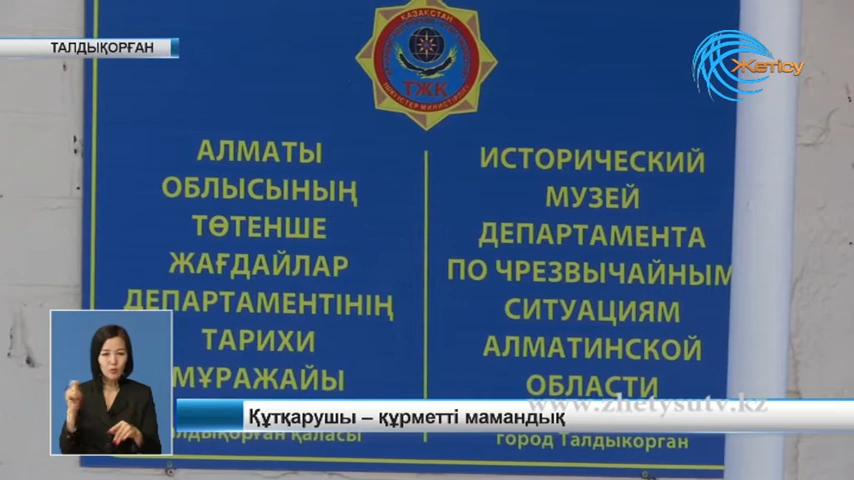 ТАЛДЫҚОРҒАН
Жетісу
ҚАЗАҚСТАН
ТЖК
АЛМАТЫ
ОБЛЫСЫНЫҢ
ТӨТЕНШЕ
ЖАҒДАЙЛАР
ДЕПАРТАМЕНТІНІҢ
ТАРИХИ
МҰРАЖАЙЫ
қаласы
ИСТОРИЧЕСКИЙ
МУЗЕЙ
ДЕПАРТАМЕНТА
ПО ЧРЕЗВЫЧАЙНЫМ
СИТУАЦИЯМ
АЛМАТИНСКОЙ
ОБЛАСТИ
город Талдыкорган
www.zhetysutv.kz
Құтқарушы – құрметті мамандық